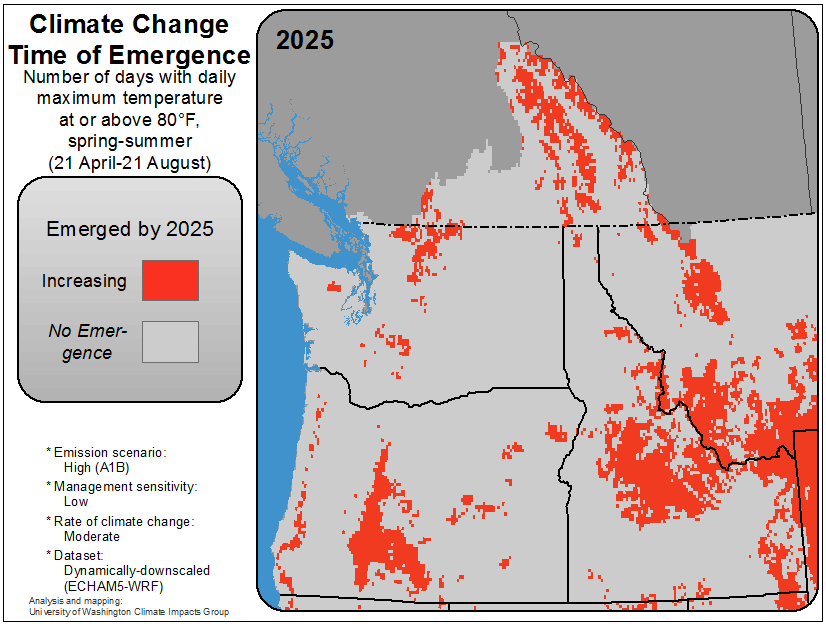 Climate Change
Time of Emergence
Number of days with daily
maximum temperature
at or above 80°F,
spring-summer
(21 April-21 August)
Emerged by 2025
Increasing
No Emer-
gence
* Emission scenario:
High (A1B)
* Management sensitivity:
Low
* Rate of climate change:
Moderate
* Dataset:
Dynamically-downscaled
(ECHAM5-WRF)
Analysis and mapping:
University of Washington Climate Impacts Group
2025